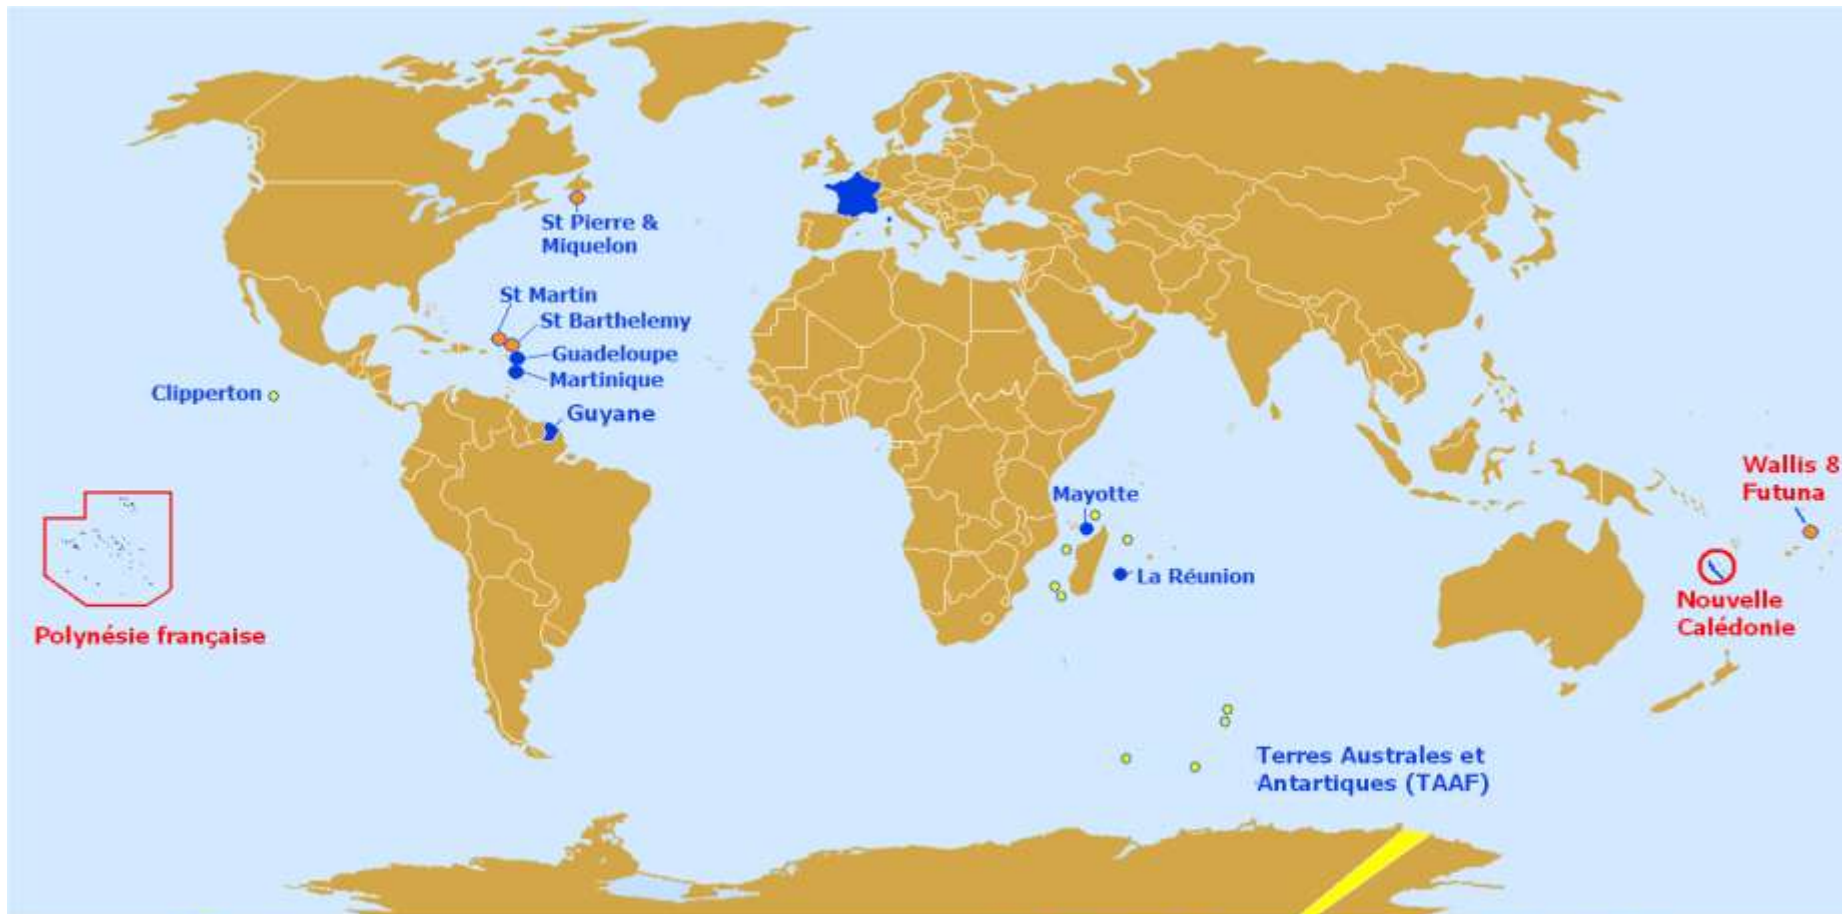 St Pierre &
Miquelon
St Martin
St Barthelemy
Guadeloupe
Martinique
Clipperton
Guyane
Wallis &
Futuna
Mayotte
La Réunion
Nouvelle
Calédonie
Polynésie française
Terres Australes et
Antartiques (TAAF)